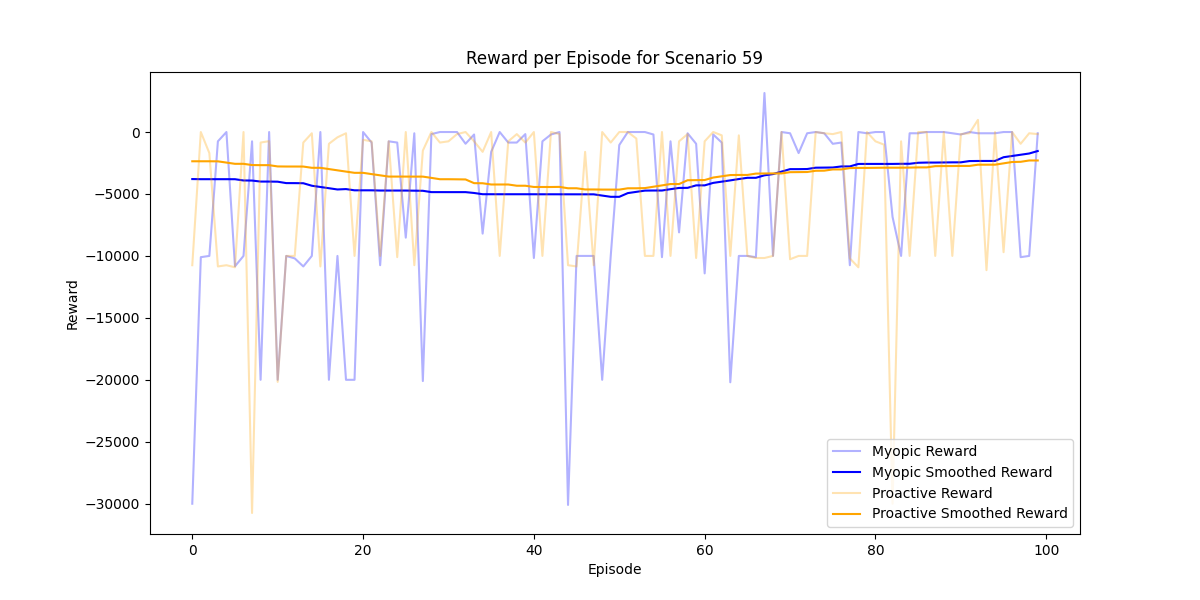 Reward per Episode for Scenario 59
Reward
0
−5000
−10000
−15000
−20000
−25000
−30000
0 20 40 60 80 100
Episode
Myopic Reward
Myopic Smoothed Reward
Proactive Reward
Proactive Smoothed Reward